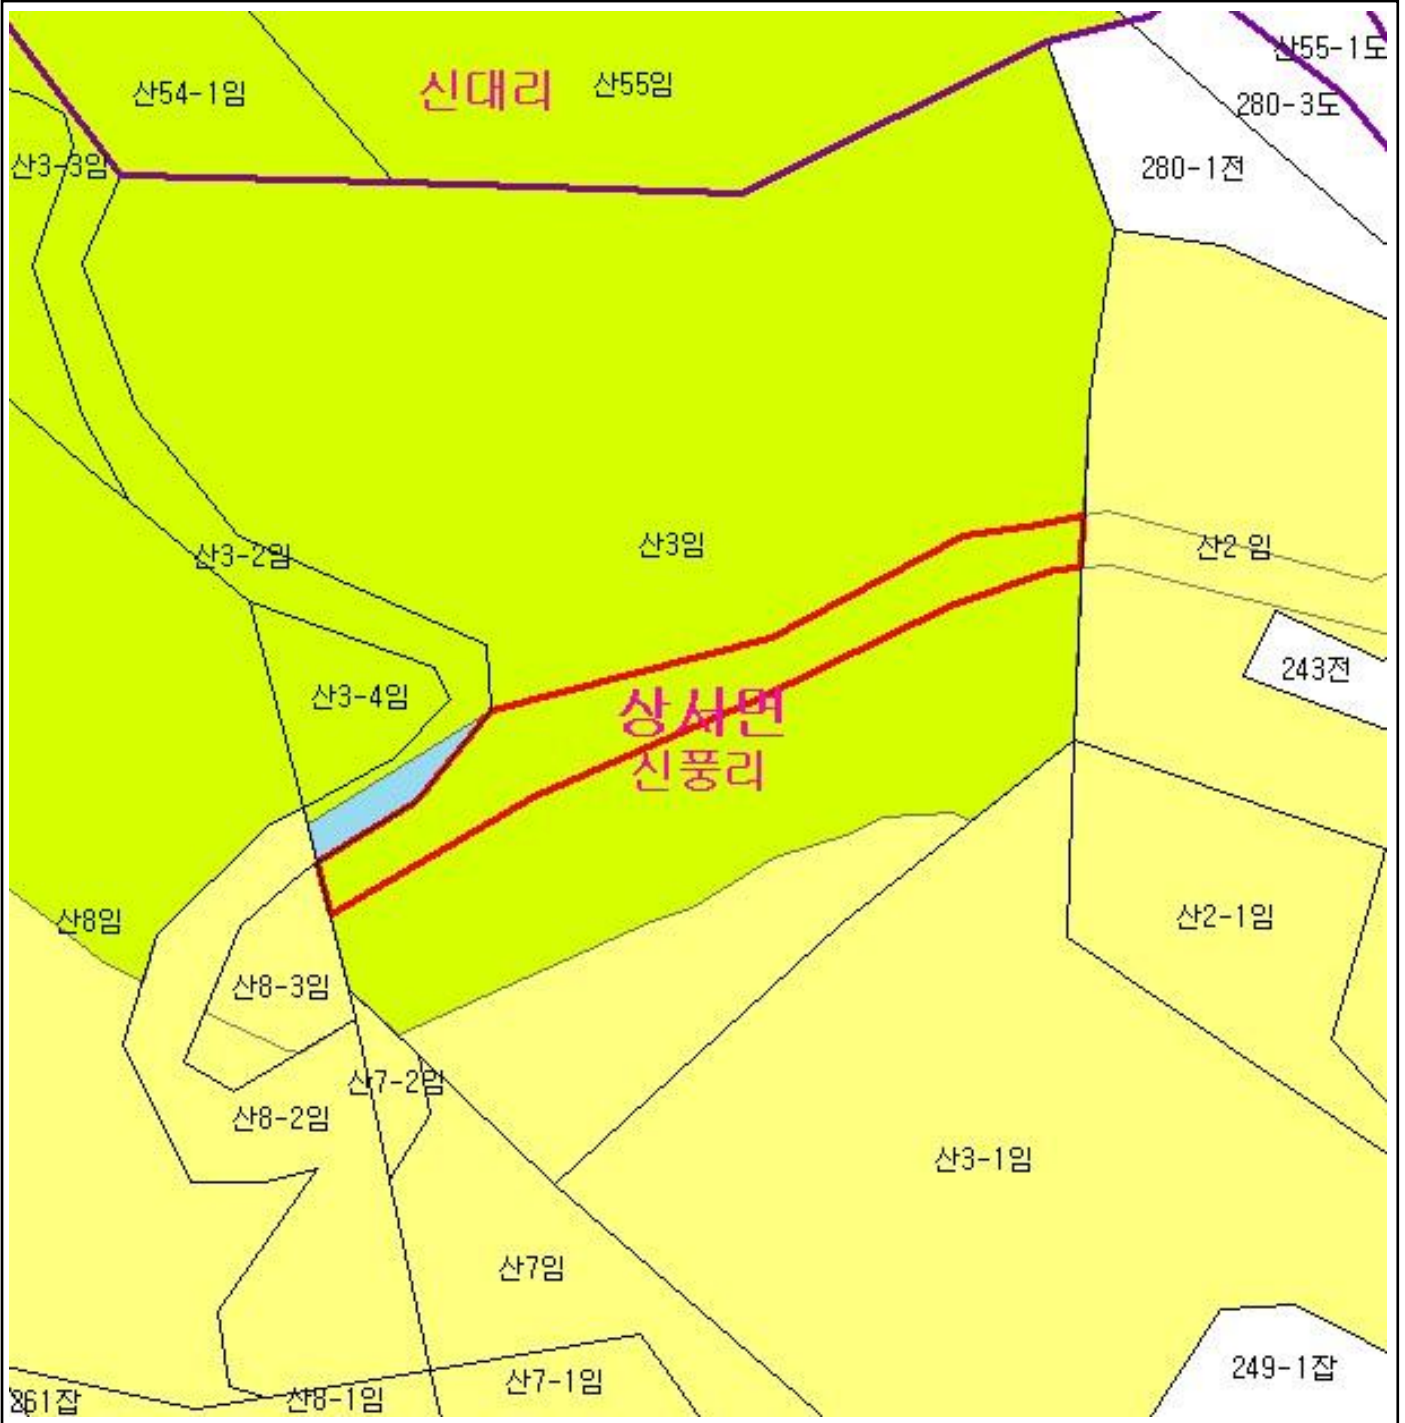 산55-1도
산54-1임
신대리
산55임
280-3도
산3-3임
280-1전
산3-2임
산3임
산2 임
243전
산3-4임
상서면
신풍리
산8임
산2-1임
산8-3임
산7-2임
산8-2임
산3-1임
산7임
249-1잡
산7-1임
261잡
산8-1임